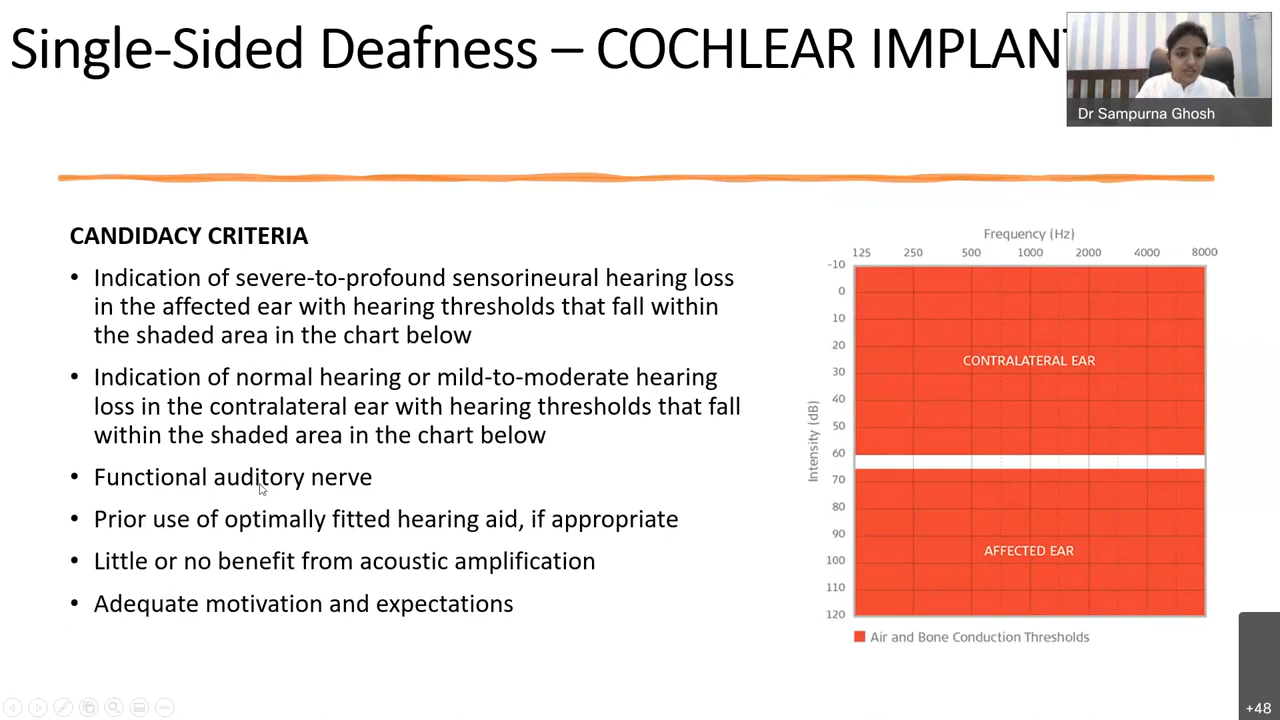 Single-Sided Deafness – COCHLEAR IMPLANT
Dr Sampurna Ghosh
CANDIDACY CRITERIA
• Indication of severe-to-profound sensorineural hearing loss
in the affected ear with hearing thresholds that fall within
the shaded area in the chart below
• Indication of normal hearing or mild-to-moderate hearing
loss in the contralateral ear with hearing thresholds that fall
within the shaded area in the chart below
• Functional auditory nerve
• Prior use of optimally fitted hearing aid, if appropriate
• Little or no benefit from acoustic amplification
• Adequate motivation and expectations
Frequency (Hz)
125 250 500 1000 2000 4000 8000
Intensity (dB)
-10
0
10
20
30
40
50
60
70
80
90
100
110
120
CONTRALATERAL EAR
AFFECTED EAR
Air and Bone Conduction Thresholds
+48